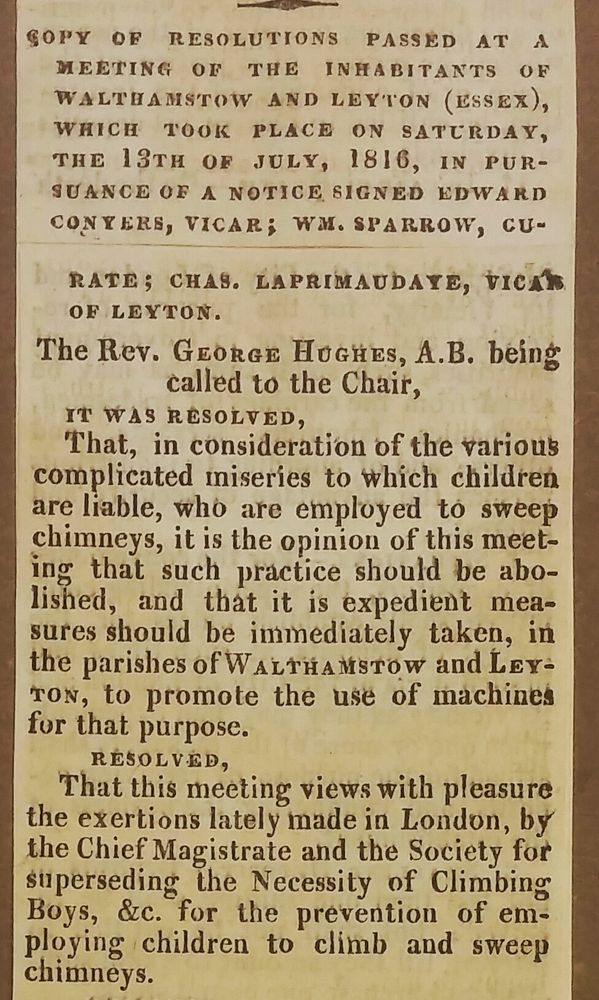 COPY OF RESOLUTIONS PASSED AT A
MEETING OF THE INHABITANTS OF
WALTHAMSTOW AND LEYTON (ESSEX),
WHICH TOOK PLACE ON SATURDAY,
THE 13TH OF JULY, 1816, IN PUR-
SUANCE OF A NOTICE SIGNED EDWARD
CONYERS, VICAR; WM. SPARROW, CU-
RATE; CHAS. LAPRIMAUDAYE, VICAR
OF LEYTON.
The Rev. GEORGE HUGHES, A.B. being
called to the Chair,
IT WAS RESOLVED,
That, in consideration of the various
complicated miseries to which children
are liable, who are employed to sweep
chimneys, it is the opinion of this meet-
ing that such practice should be abo-
lished, and that it is expedient mea-
sures should be immediately taken, in
the parishes of WALTHAMSTOW and LEY-
TON, to promote the use of machines
for that purpose.
RESOLVED,
That this meeting views with pleasure
the exertions lately made in London, by
the Chief Magistrate and the Society for
superseding the Necessity of Climbing
Boys, &c. for the prevention of em-
ploying children to climb and sweep
chimneys.